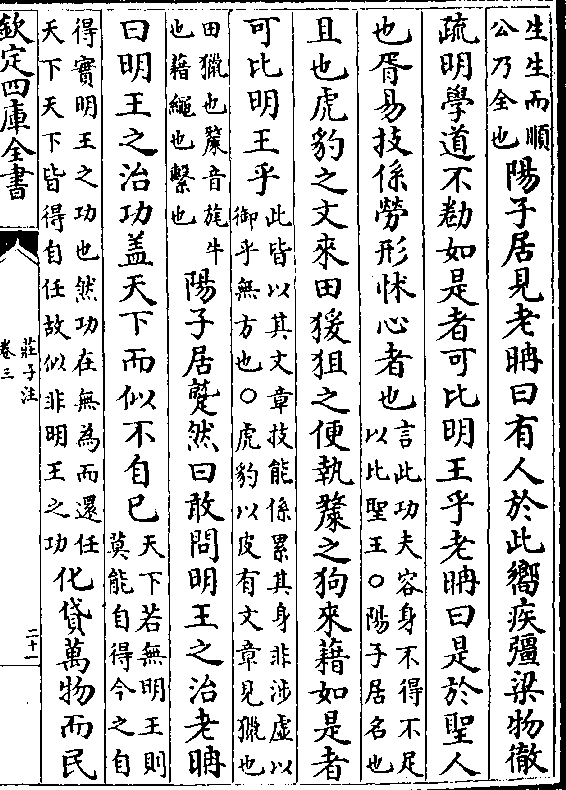 生生而順
公乃全也
陽子居見老聃曰有人於此嚮疾彊梁物徹
疏明學道不勌如是者可比明王乎老聃曰是於聖人
也胥易技係勞形怵心者也
言此功夫容身不得不足
以比聖王○陽子居名也
且也虎豹之文來田猨狙之便執斄之狗來藉如是者
可比明王乎
此皆以其文章技能係累其身非涉虛以
御乎無方也○虎豹以皮有文章見獵也
田獵也斄音旄牛
也藉繩也繫也
陽子居蹵然曰敢問明王之治老聃
曰明王之治功盖天下而似不自已
天下若無明王則
莫能自得今之自
得實明王之功也然功在無為而還任
天下天下皆得自任故似非明王之功
化貸萬物而民
欽定四庫全書
莊子注
卷三
二十一